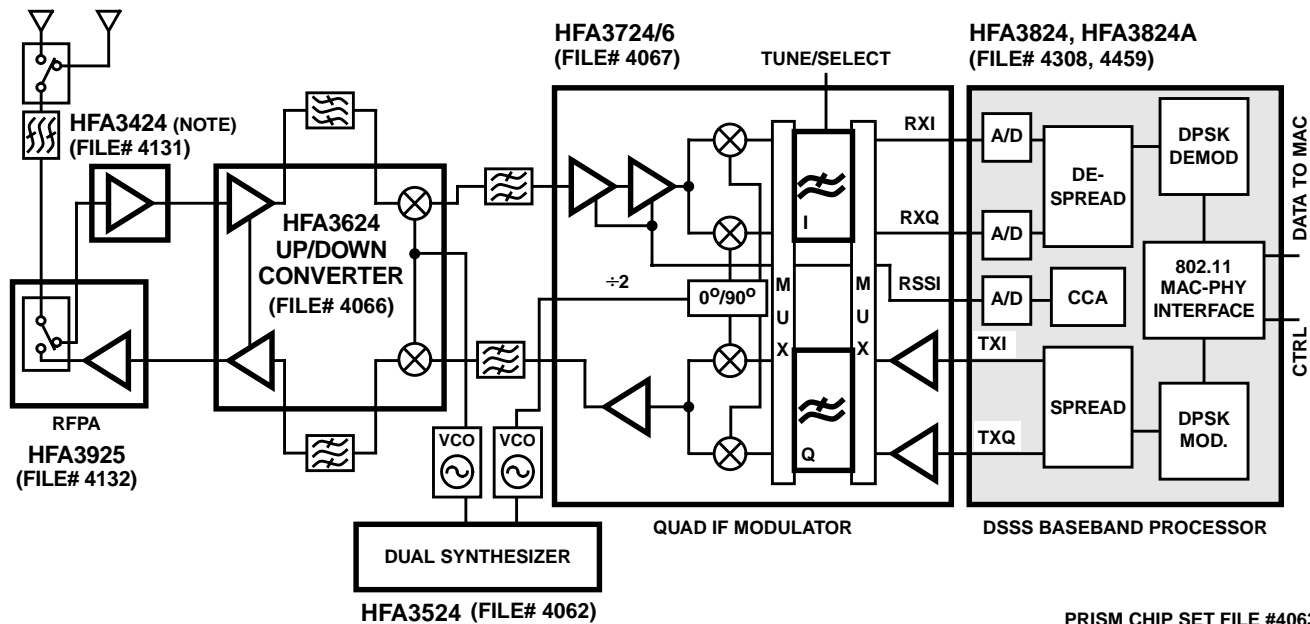 HFA3724/6
(FILE# 4067)
TUNE/SELECT
HFA3824, HFA3824A
(FILE# 4308, 4459)
HFA3424 (NOTE)
(FILE# 4131)
HFA3624
UP/DOWN
CONVERTER
(FILE# 4066)
RFPA
HFA3925
(FILE# 4132)
VCO
VCO
DUAL SYNTHESIZER
HFA3524 (FILE# 4062)
÷2
0°/90°
I
Q
MUX
MUX
RXI
RXQ
RSSI
TXI
TXQ
QUAD IF MODULATOR
A/D
A/D
A/D
DE-
SPREAD
CCA
DPSK
DEMOD
802.11
MAC-PHY
INTERFACE
SPREAD
DPSK
MOD.
DATA TO MAC
CTRL
DSSS BASEBAND PROCESSOR
PRISM CHIP SET FILE #4063